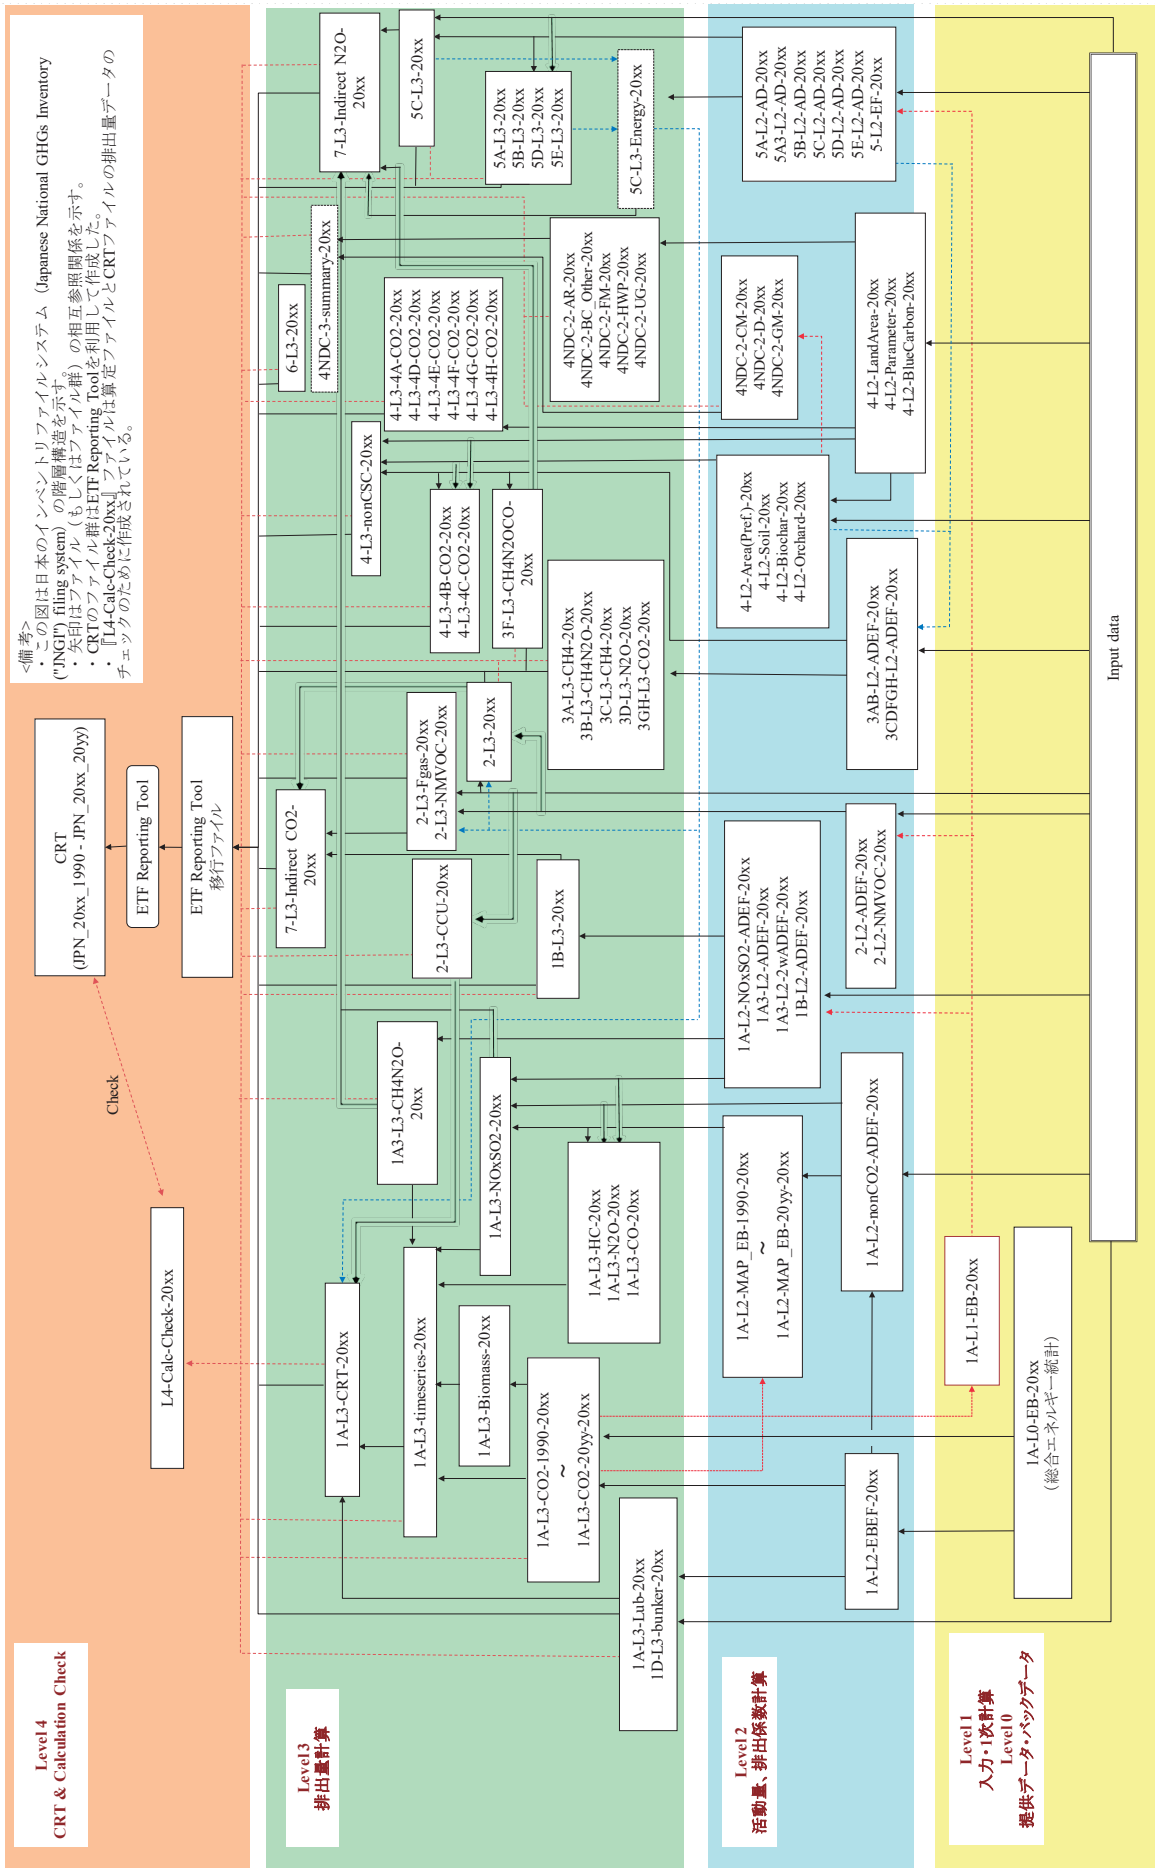 Level 4
CRT & Calculation Check
L4-Calc-Check-20xx
Check
CRT
(JPN_20xx_1990 - JPN_20xx_20yy)
ETF Reporting Tool
ETF Reporting Tool
移行ファイル
<備考>
・この図は日本のインベントリファイルシステム（Japanese National GHGs Inventory
("JNGI") filing system）の階層構造を示す。
・矢印はファイル（もしくはファイル群）の相互参照関係を示す。
・CRTのファイル群はETF Reporting Toolを利用して作成した。
・『L4-Calc-Check-20xx』ファイルは算定ファイルとCRTファイルの排出量データの
チェックのために作成されている。
Level 3
排出量計算
1A-L3-CRT-20xx
1A-L3-timeseries-20xx
1A-L3-Biomass-20xx
1A-L3-CO2-1990-20xx
～
1A-L3-CO2-20yy-20xx
1A-L3-Lub-20xx
1D-L3-bunker-20xx
1A3-L3-CH4N2O-
20xx
1A-L3-NOxSO2-20xx
1A-L3-HC-20xx
1A-L3-N2O-20xx
1A-L3-CO-20xx
7-L3-Indirect CO2-
20xx
2-L3-CCU-20xx
1B-L3-20xx
2-L3-Fgas-20xx
2-L3-NMVOC-20xx
2-L3-20xx
4-L3-nonCSC-20xx
4-L3-4B-CO2-20xx
4-L3-4C-CO2-20xx
3F-L3-CH4N2OCO-
20xx
3A-L3-CH4-20xx
3B-L3-CH4N2O-20xx
3C-L3-CH4-20xx
3D-L3-N2O-20xx
3GH-L3-CO2-20xx
6-L3-20xx
4NDC-3-summary-20xx
4-L3-4A-CO2-20xx
4-L3-4D-CO2-20xx
4-L3-4E-CO2-20xx
4-L3-4F-CO2-20xx
4-L3-4G-CO2-20xx
4-L3-4H-CO2-20xx
4NDC-2-AR-20xx
4NDC-2-BC_Other-20xx
4NDC-2-FM-20xx
4NDC-2-HWP-20xx
4NDC-2-UG-20xx
7-L3-Indirect N2O-
20xx
5C-L3-20xx
5A-L3-20xx
5B-L3-20xx
5D-L3-20xx
5E-L3-20xx
5C-L3-Energy-20xx
Level 2
活動量、排出係数計算
1A-L2-EBEF-20xx
1A-L2-MAP_EB-1990-20xx
～
1A-L2-MAP_EB-20yy-20xx
1A-L2-nonCO2-ADEF-20xx
1A-L2-NOxSO2-ADEF-20xx
1A3-L2-ADEF-20xx
1A3-L2-2wADEF-20xx
1B-L2-ADEF-20xx
2-L2-ADEF-20xx
2-L2-NMVOC-20xx
4-L2-Area(Pref.)-20xx
4-L2-Soil-20xx
4-L2-Biochar-20xx
4-L2-Orchard-20xx
3AB-L2-ADEF-20xx
3CDFGH-L2-ADEF-20xx
4NDC-2-CM-20xx
4NDC-2-D-20xx
4NDC-2-GM-20xx
4-L2-LandArea-20xx
4-L2-Parameter-20xx
4-L2-BlueCarbon-20xx
5A-L2-AD-20xx
5A3-L2-AD-20xx
5B-L2-AD-20xx
5C-L2-AD-20xx
5D-L2-AD-20xx
5E-L2-AD-20xx
5-L2-EF-20xx
Level 1
入力・1次計算
Level 0
提供データ・バックデータ
1A-L1-EB-20xx
1A-L0-EB-20xx
（総合エネルギー統計）
Input data